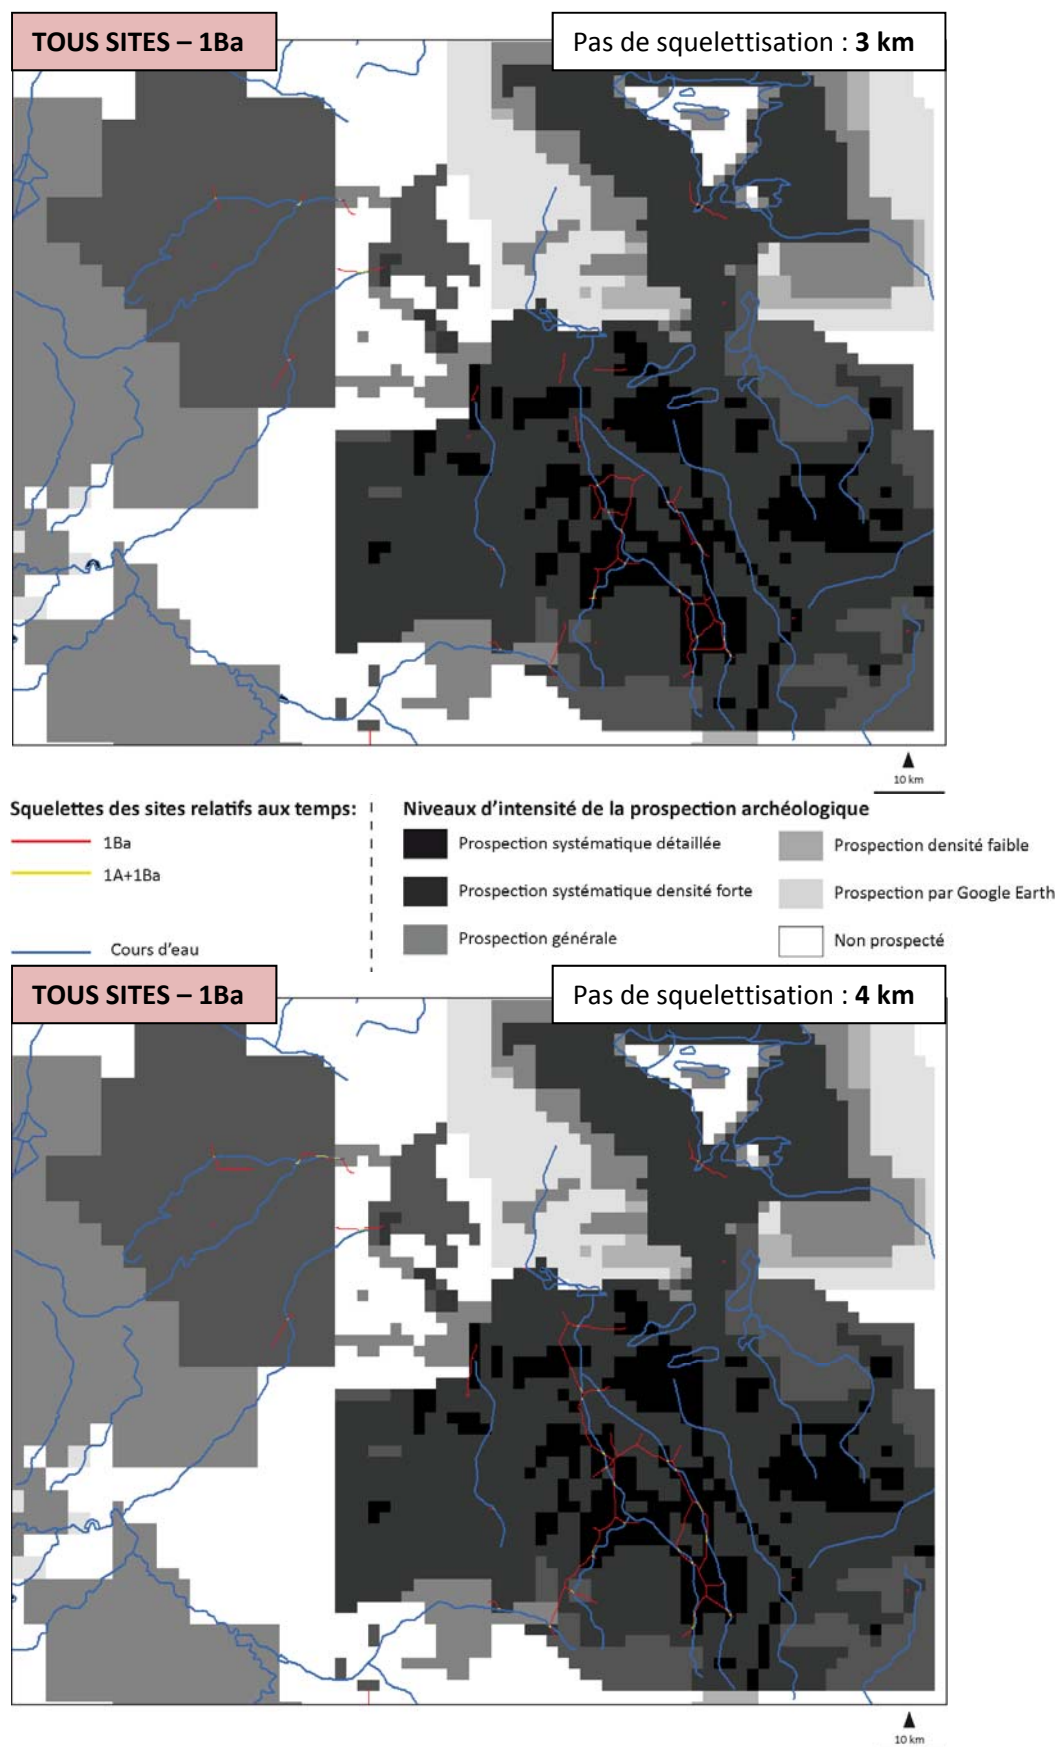 TOUS SITES – 1Ba
Pas de squelettisation : 3 km
10 km
Squelettes des sites relatifs aux temps:
1Ba
1A+1Ba
Cours d'eau
Niveaux d'intensité de la prospection archéologique
Prospection systématique détaillée
Prospection systématique densité forte
Prospection générale
Prospection densité faible
Prospection par Google Earth
Non prospecté
TOUS SITES – 1Ba
Pas de squelettisation : 4 km
10 km